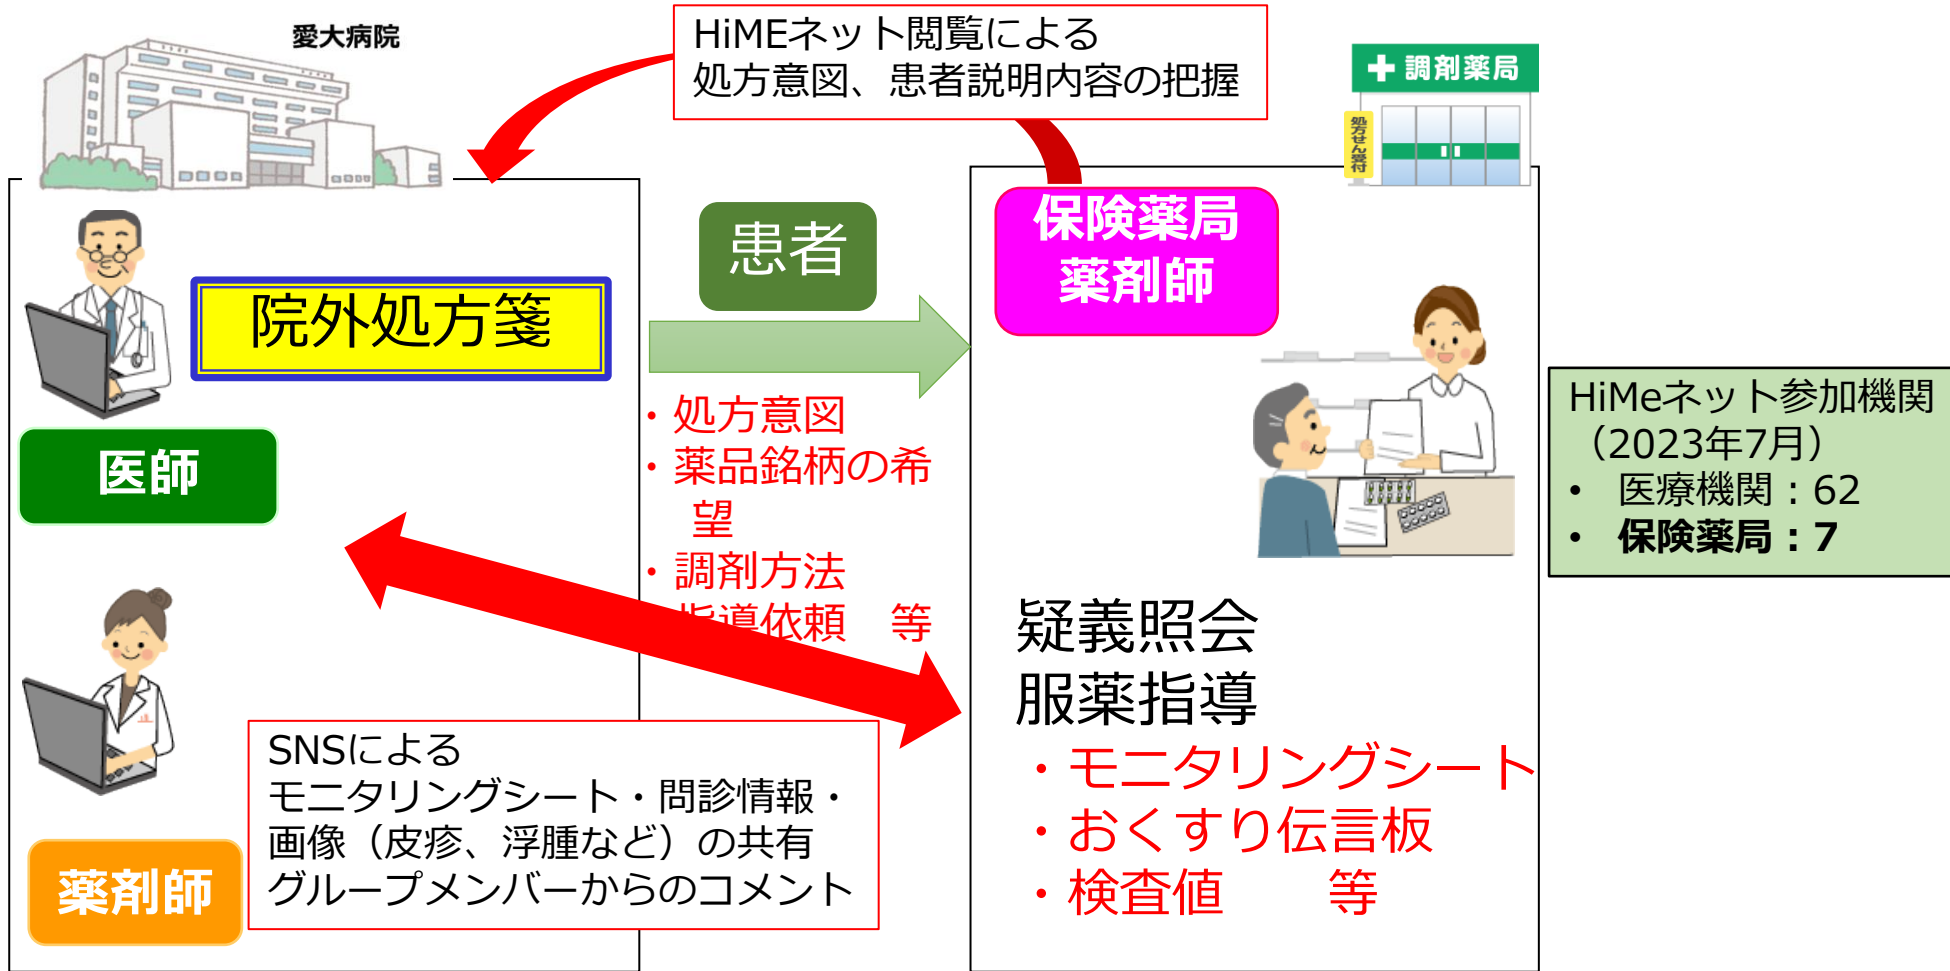 愛大病院
HiMEネット閲覧による
処方意図、患者説明内容の把握
調剤薬局
処方せん受付
患者
保険薬局
薬剤師
院外処方箋
医師
・処方意図
・薬品銘柄の希
望
・調剤方法
指導依頼　等
HiMeネット参加機関
（2023年7月）
• 医療機関：62
• 保険薬局：7
疑義照会
服薬指導
・モニタリングシート
・おくすり伝言板
・検査値　　等
SNSによる
モニタリングシート・問診情報・
画像（皮疹、浮腫など）の共有
グループメンバーからのコメント
薬剤師